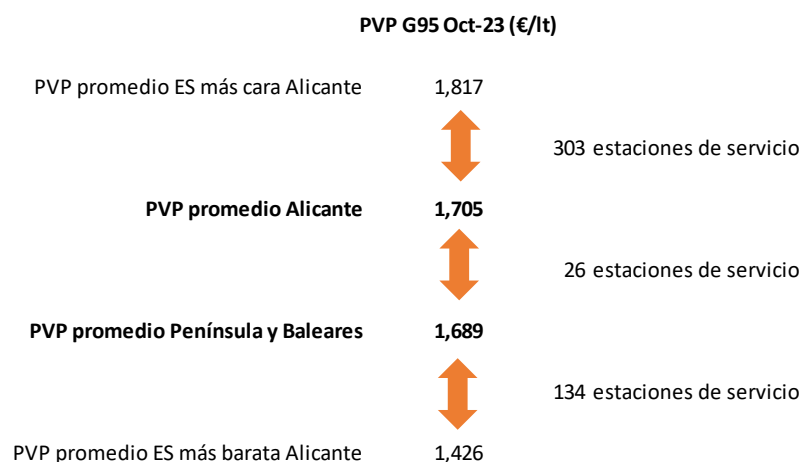 PVP G95 Oct-23 (€/lt)
PVP promedio ES más cara Alicante 1,817
303 estaciones de servicio
PVP promedio Alicante 1,705
26 estaciones de servicio
PVP promedio Península y Baleares 1,689
134 estaciones de servicio
PVP promedio ES más barata Alicante 1,426